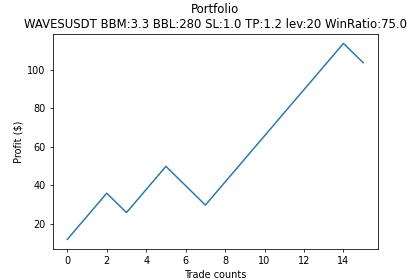 Portfolio
WAVESUSDT BBM:3.3 BBL:280 SL:1.0 TP:1.2 lev:20 WinRatio:75.0
100
80
60
40
20
Profit ($)
0 2 4 6 8 10 12 14
Trade counts